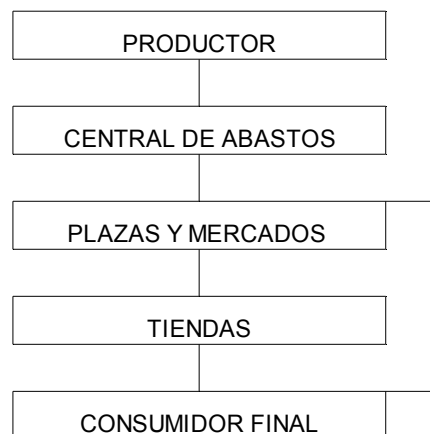 PRODUCTOR
CENTRAL DE ABASTOS
PLAZAS Y MERCADOS
TIENDAS
CONSUMIDOR FINAL